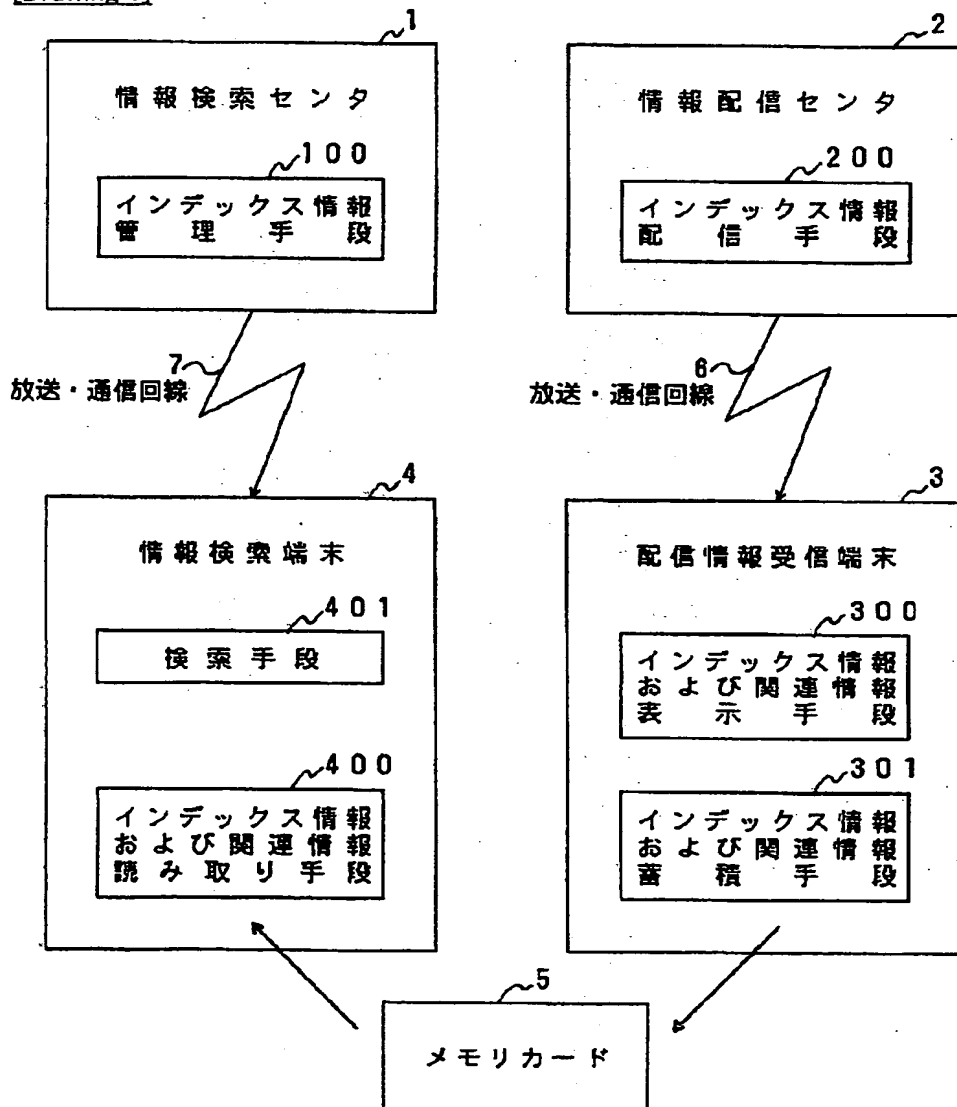 1
情報検索センタ
100
インデックス情報
管理手段
2
情報配信センタ
200
インデックス情報
配信手段
7
放送・通信回線
6
放送・通信回線
4
情報検索端末
401
検索手段
400
インデックス情報
および関連情報
読み取り手段
3
配信情報受信端末
300
インデックス情報
および関連情報
表示手段
301
インデックス情報
および関連情報
蓄積手段
5
メモリカード